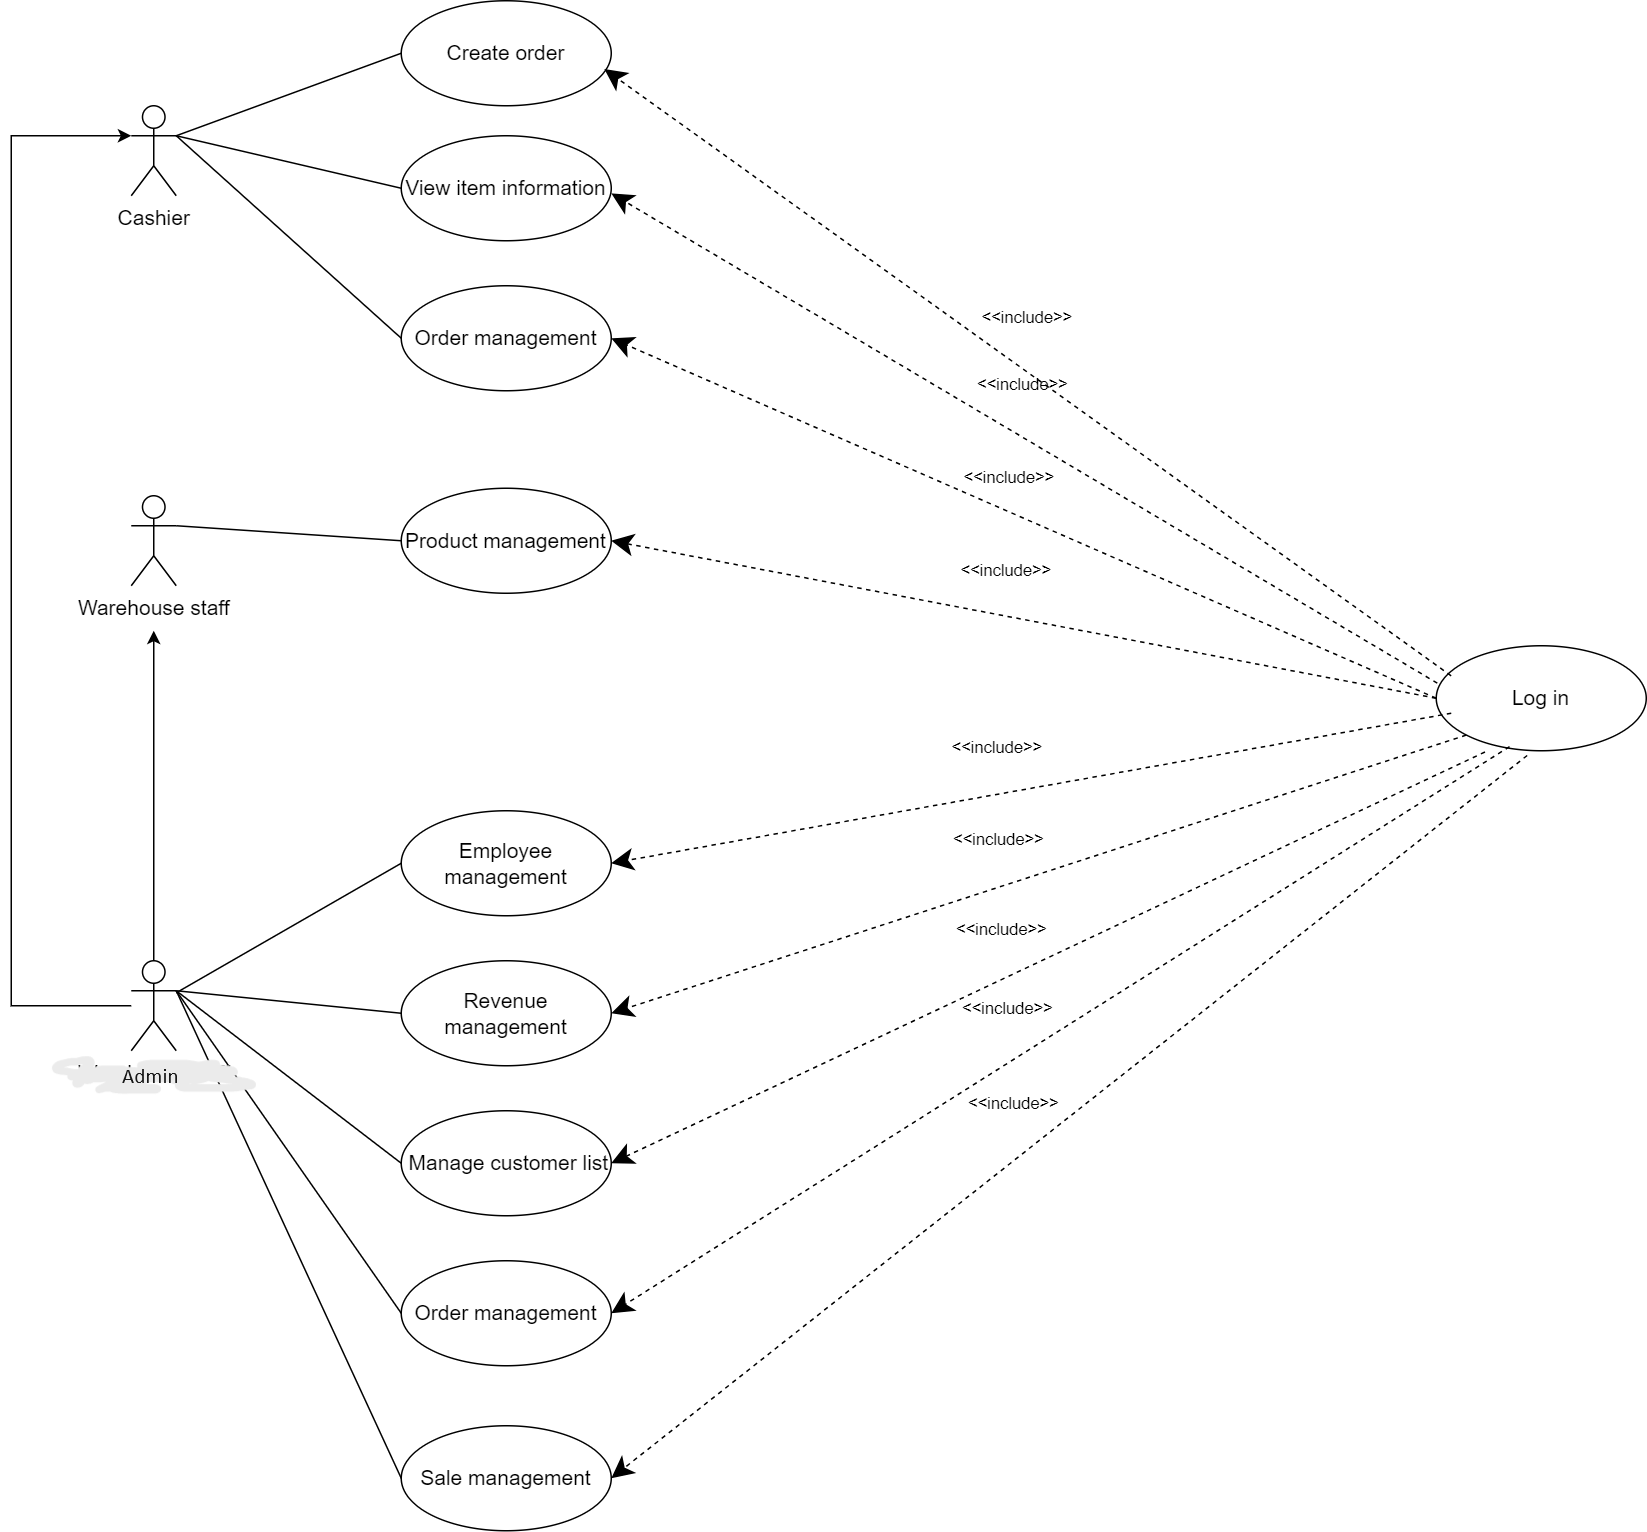 Create order
Cashier
View item information
<<include>>
Order management
<<include>>
<<include>>
Product management
<<include>>
Warehouse staff
Log in
<<include>>
Employee
management
<<include>>
<<include>>
Revenue
management
<<include>>
Admin
<<include>>
Manage customer list
Order management
Sale management